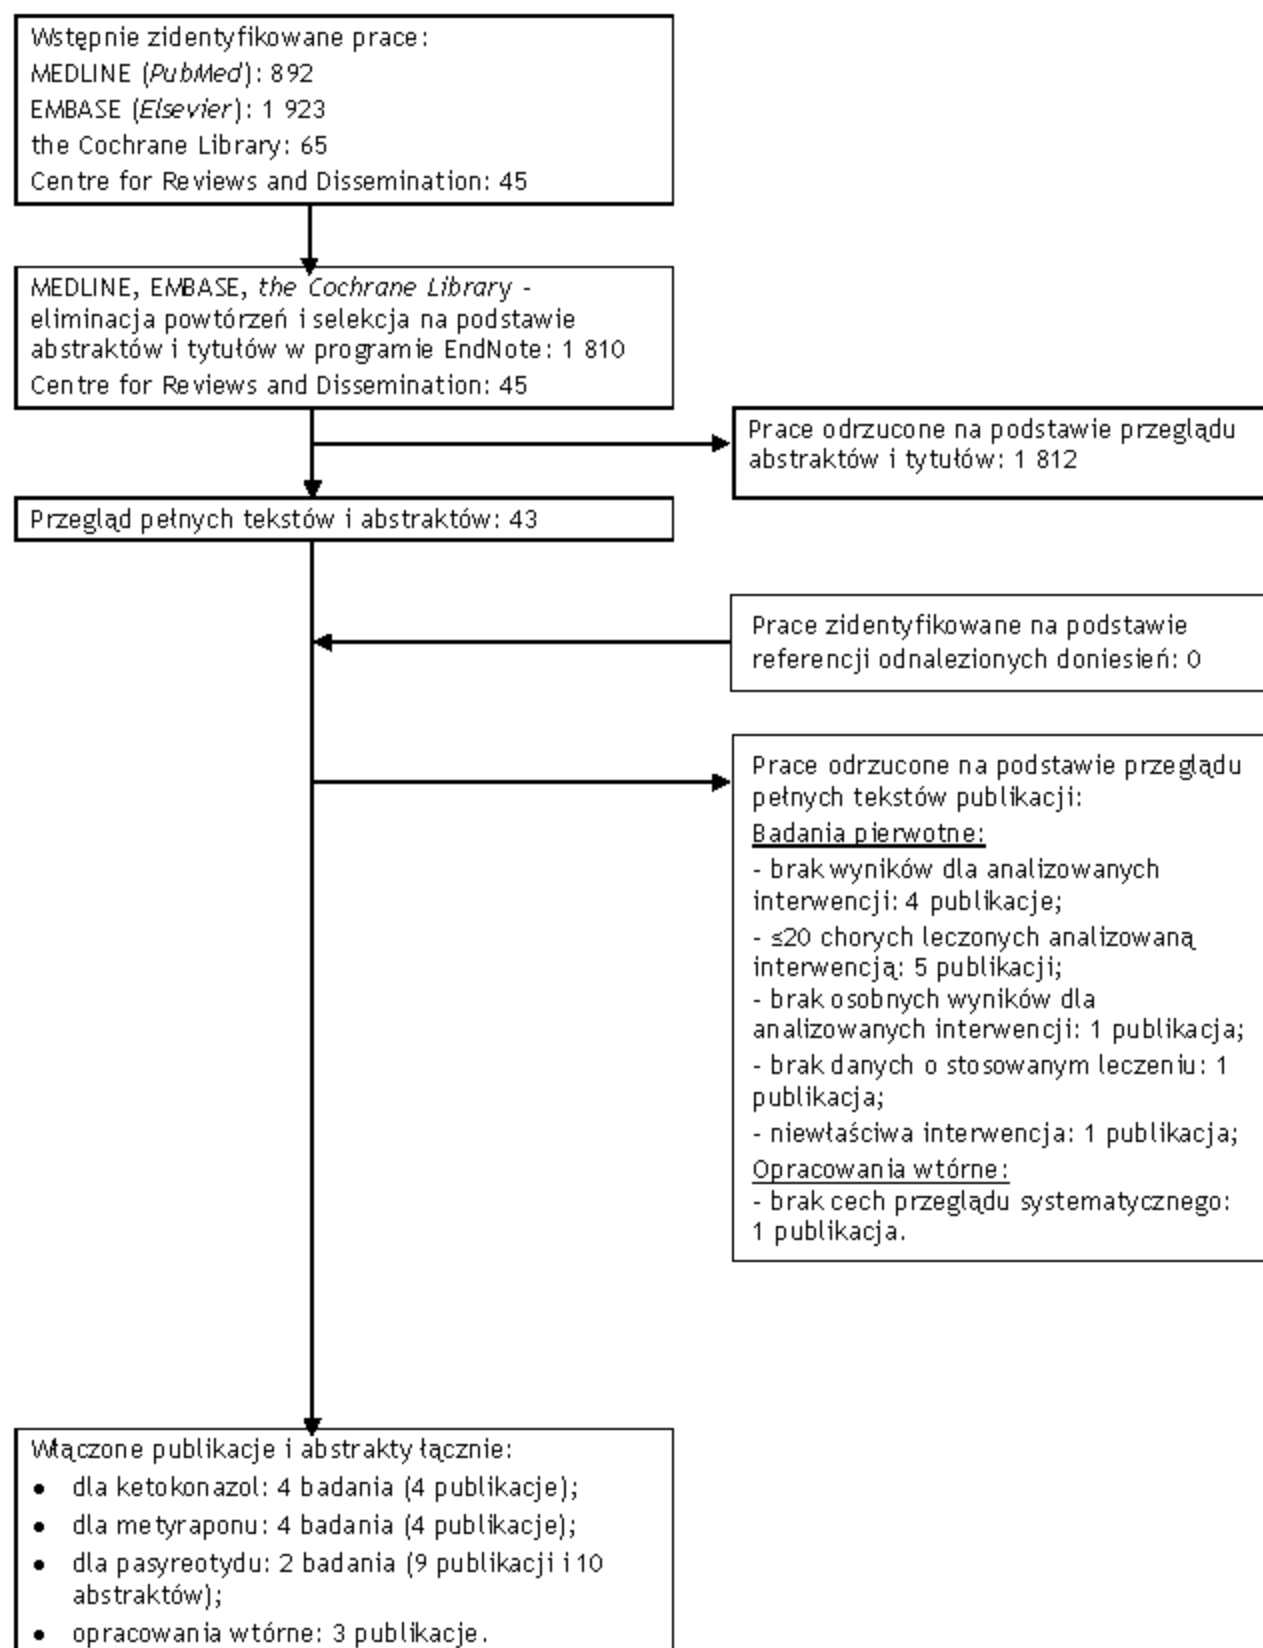 Wstępnie zidentyfikowane prace:
MEDLINE (PubMed): 892
EMBASE (Elsevier): 1 923
the Cochrane Library: 65
Centre for Reviews and Dissemination: 45
MEDLINE, EMBASE, the Cochrane Library -
eliminacja powtórzeń i selekcja na podstawie
abstraktów i tytułów w programie EndNote: 1 810
Centre for Reviews and Dissemination: 45
Prace odrzucone na podstawie przeglądu
abstraktów i tytułów: 1 812
Przegląd pełnych tekstów i abstraktów: 43
Prace zidentyfikowane na podstawie
referencji odnalezionych doniesień: 0
Prace odrzucone na podstawie przeglądu
pełnych tekstów publikacji:
Badania pierwotne:
- brak wyników dla analizowanych
interwencji: 4 publikacje;
- ≤20 chorych leczonych analizowaną
interwencją: 5 publikacji;
- brak osobnych wyników dla
analizowanych interwencji: 1 publikacja;
- brak danych o stosowanym leczeniu: 1
publikacja;
- niewłaściwa interwencja: 1 publikacja;
Opracowania wtórne:
- brak cech przeglądu systematycznego:
1 publikacja.
Włączone publikacje i abstrakty łącznie:
• dla ketokonazol: 4 badania (4 publikacje);
• dla metyraponu: 4 badania (4 publikacje);
• dla pasyreotydu: 2 badania (9 publikacji i 10
abstraktów);
• opracowania wtórne: 3 publikacje.